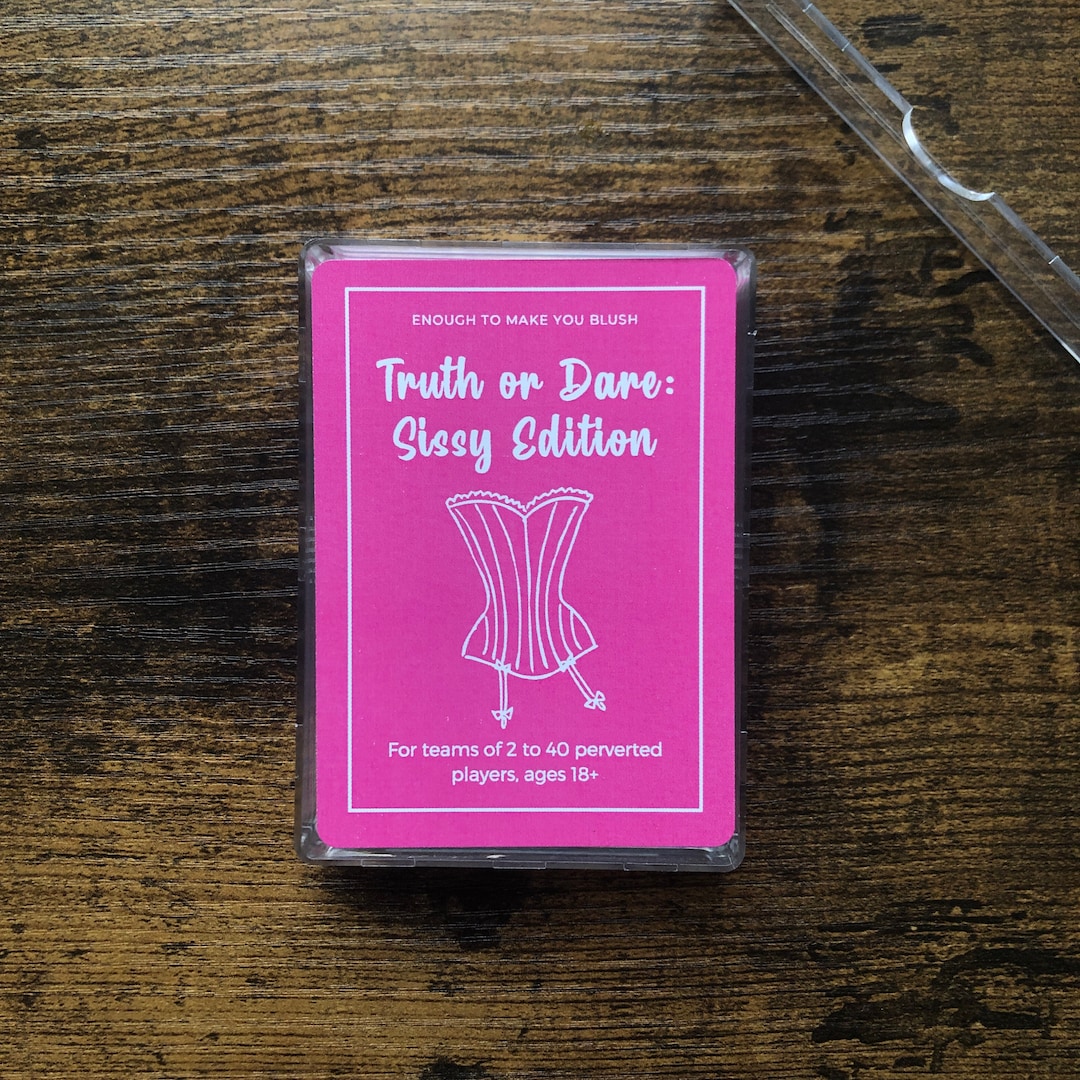 ENOUGH TO MAKE YOU BLUSH
Truth or Dare:
Sissy Edition
For teams of 2 to 40 perverted
players, ages 18+